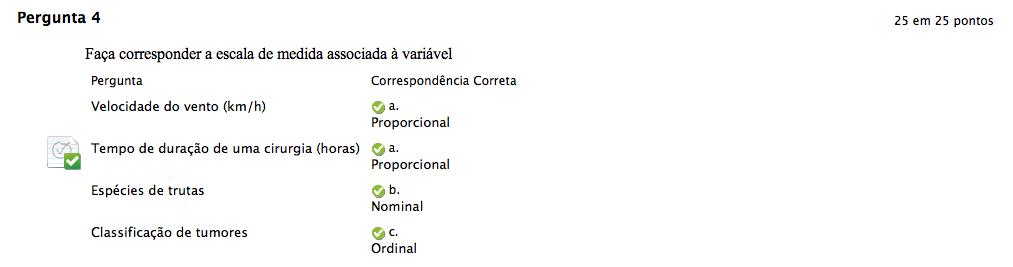 Pergunta 4
25 em 25 pontos
Faça corresponder a escala de medida associada à variável
Pergunta
Correspondência Correta
Velocidade do vento (km/h)
a.
Proporcional
Tempo de duração de uma cirurgia (horas)
a.
Proporcional
Espécies de trutas
b.
Nominal
Classificação de tumores
c.
Ordinal